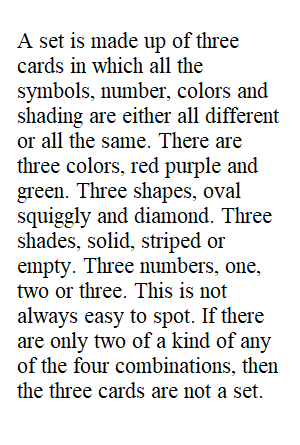 A set is made up of three
cards in which all the
symbols, number, colors and
shading are either all different
or all the same. There are
three colors, red purple and
green. Three shapes, oval
squiggly and diamond. Three
shades, solid, striped or
empty. Three numbers, one,
two or three. This is not
always easy to spot. If there
are only two of a kind of any
of the four combinations, then
the three cards are not a set.